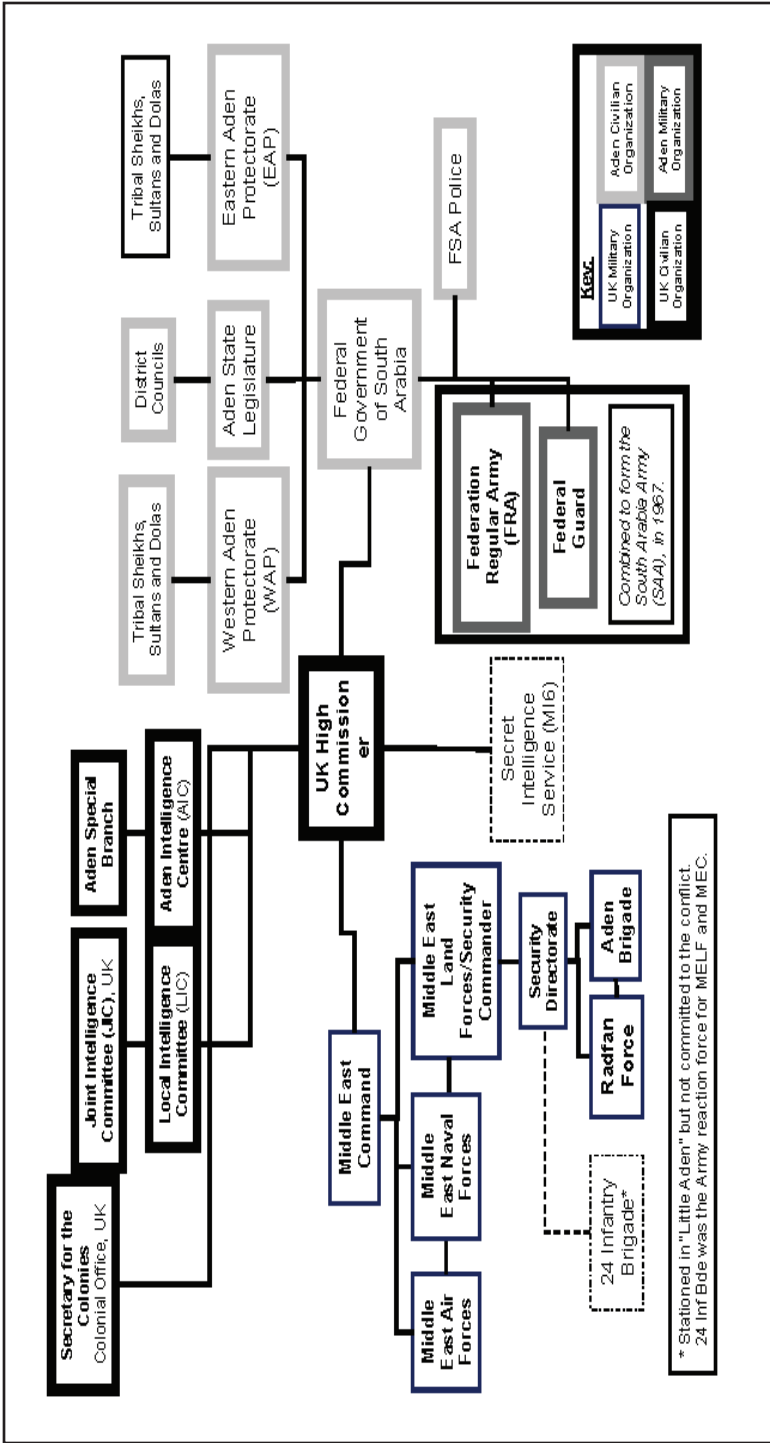 Secretary for the
Colonies
Colonial Office, UK
Joint Intelligence
Committee (JIC), UK
Aden Special
Branch
Local Intelligence
Committee (LIC)
Aden Intelligence
Centre (AIC)
Tribal Sheikhs,
Sultans and Dolas
District
Councils
Tribal Sheikhs,
Sultans and Dolas
Western Aden
Protectorate
(WAP)
Aden State
Legislature
Eastern Aden
Protectorate
(EAP)
UK High
Commission
er
Federal
Government
of South
Arabia
Middle East
Command
Secret
Intelligence
Service (MI6)
FSA Police
Middle
East Air
Forces
Middle
East Naval
Forces
Middle East
Land
Forces/Security
Commander
Federation
Regular Army
(FRA)
Federal
Guard
Combined to form the
South Arabia Army
(SAA), in 1967.
Security
Directorate
24 Infantry
Brigade*
Radfan
Force
Aden
Brigade
Key:
UK Military
Organization
Aden Civilian
Organization
UK Civilian
Organization
Aden Military
Organization
* Stationed in "Little Aden" but not committed to the conflict.
24 Inf Bde was the Army reaction force for MELF and MEC.